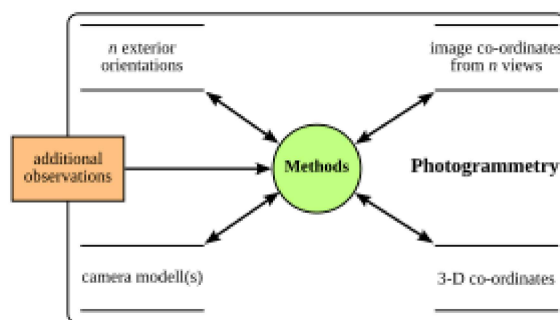 n exterior
orientations
image co-ordinates
from n views
additional
observations
Methods
Photogrammetry
camera modell(s)
3-D co-ordinates